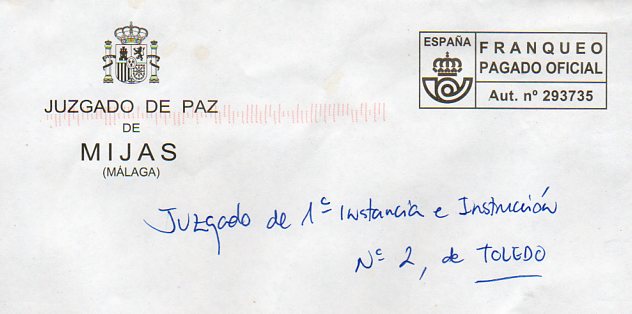 JUZGADO DE PAZ
DE
MIJAS
(MÁLAGA)
ESPAÑA
FRANQUEO
PAGADO OFICIAL
Aut. nº 293735
Juzgado de 1ª Instancia e Instrucción
Nº 2, de TOLEDO